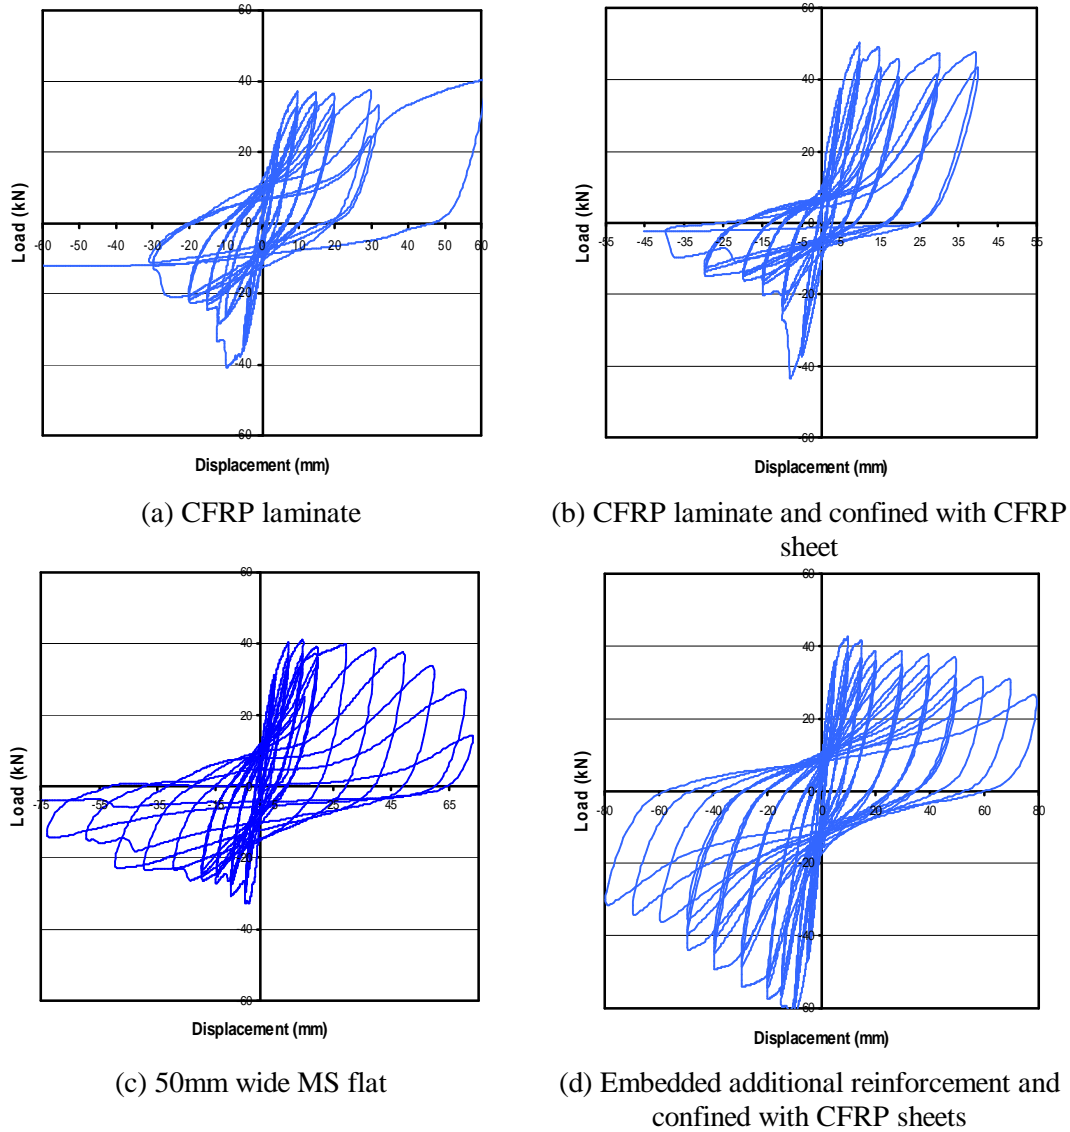 60
40
20
0
-20
-40
-60
-60 -50 -40 -30 -20 -10 0 10 20 30 40 50 60
Load (kN)
Displacement (mm)
(a) CFRP laminate
60
40
20
0
-20
-40
-55 -45 -35 -25 -15 -5 5 15 25 35 45 55
Load (kN)
Displacement (mm)
(b) CFRP laminate and confined with CFRP
sheet
60
40
20
0
-20
-75 -55 -35 -15 5 25 45 65
Load (kN)
Displacement (mm)
(c) 50mm wide MS flat
60
40
20
0
-80 -60 -40 -20 0 20 40 60 80
Load (kN)
Displacement (mm)
(d) Embedded additional reinforcement and
confined with CFRP sheets